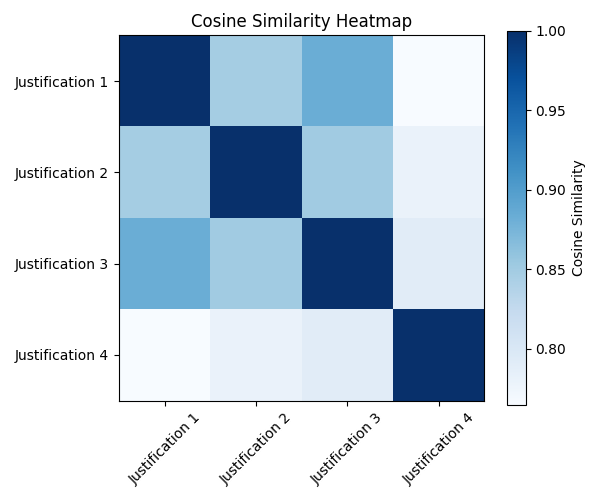 Cosine Similarity Heatmap
Justification 1
Justification 2
Justification 3
Justification 4
Justification 1
Justification 2
Justification 3
Justification 4
1.00
0.95
0.90
0.85
0.80
Cosine Similarity